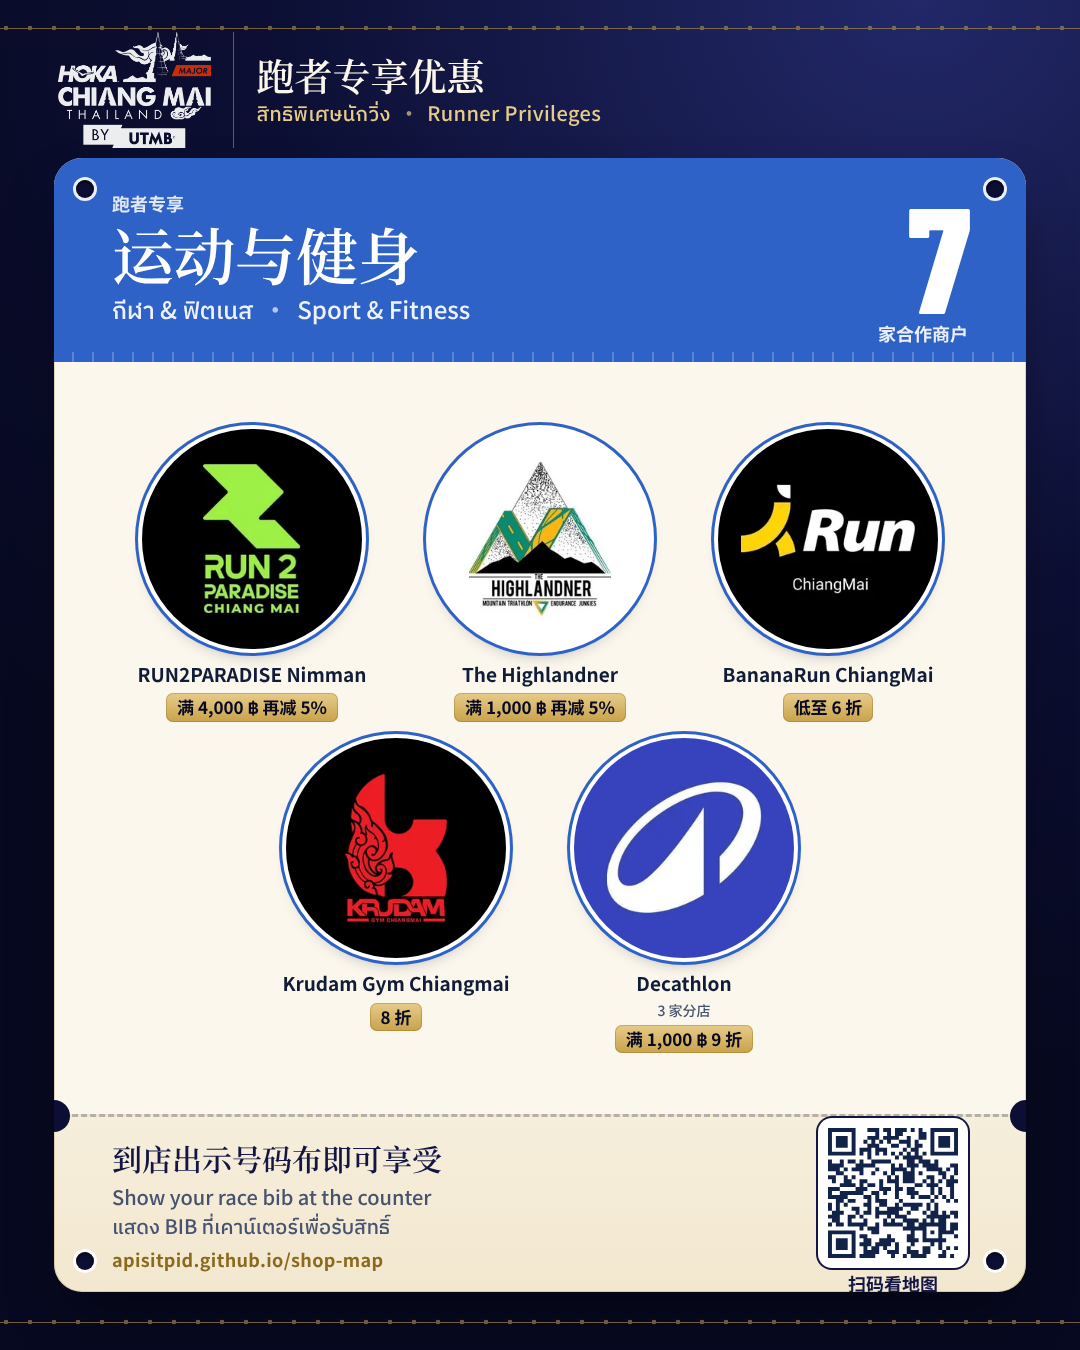 HOKA
MAJOR
CHIANG MAI
THAILAND
BY UTMB
跑者专享优惠
สิทธิพิเศษนักวิ่ง • Runner Privileges
跑者专享
运动与健身
กีฬา & ฟิตเนส • Sport & Fitness
7
家合作商户
RUN 2
PARADISE
CHIANG MAI
THE
HIGHLANDNER
MOUNTAIN TRIATHLON ENDURANCE JUNKIES
Run
ChiangMai
RUN2PARADISE Nimman
满 4,000 ฿ 再减 5%
The Highlandner
满 1,000 ฿ 再减 5%
BananaRun ChiangMai
低至 6 折
KRUDAM
GYM CHIANGMAI
Krudam Gym Chiangmai
8 折
Decathlon
3 家分店
满 1,000 ฿ 9 折
到店出示号码布即可享受
Show your race bib at the counter
แสดง BIB ที่เคาน์เตอร์เพื่อรับสิทธิ์
apisitpid.github.io/shop-map
扫码看地图